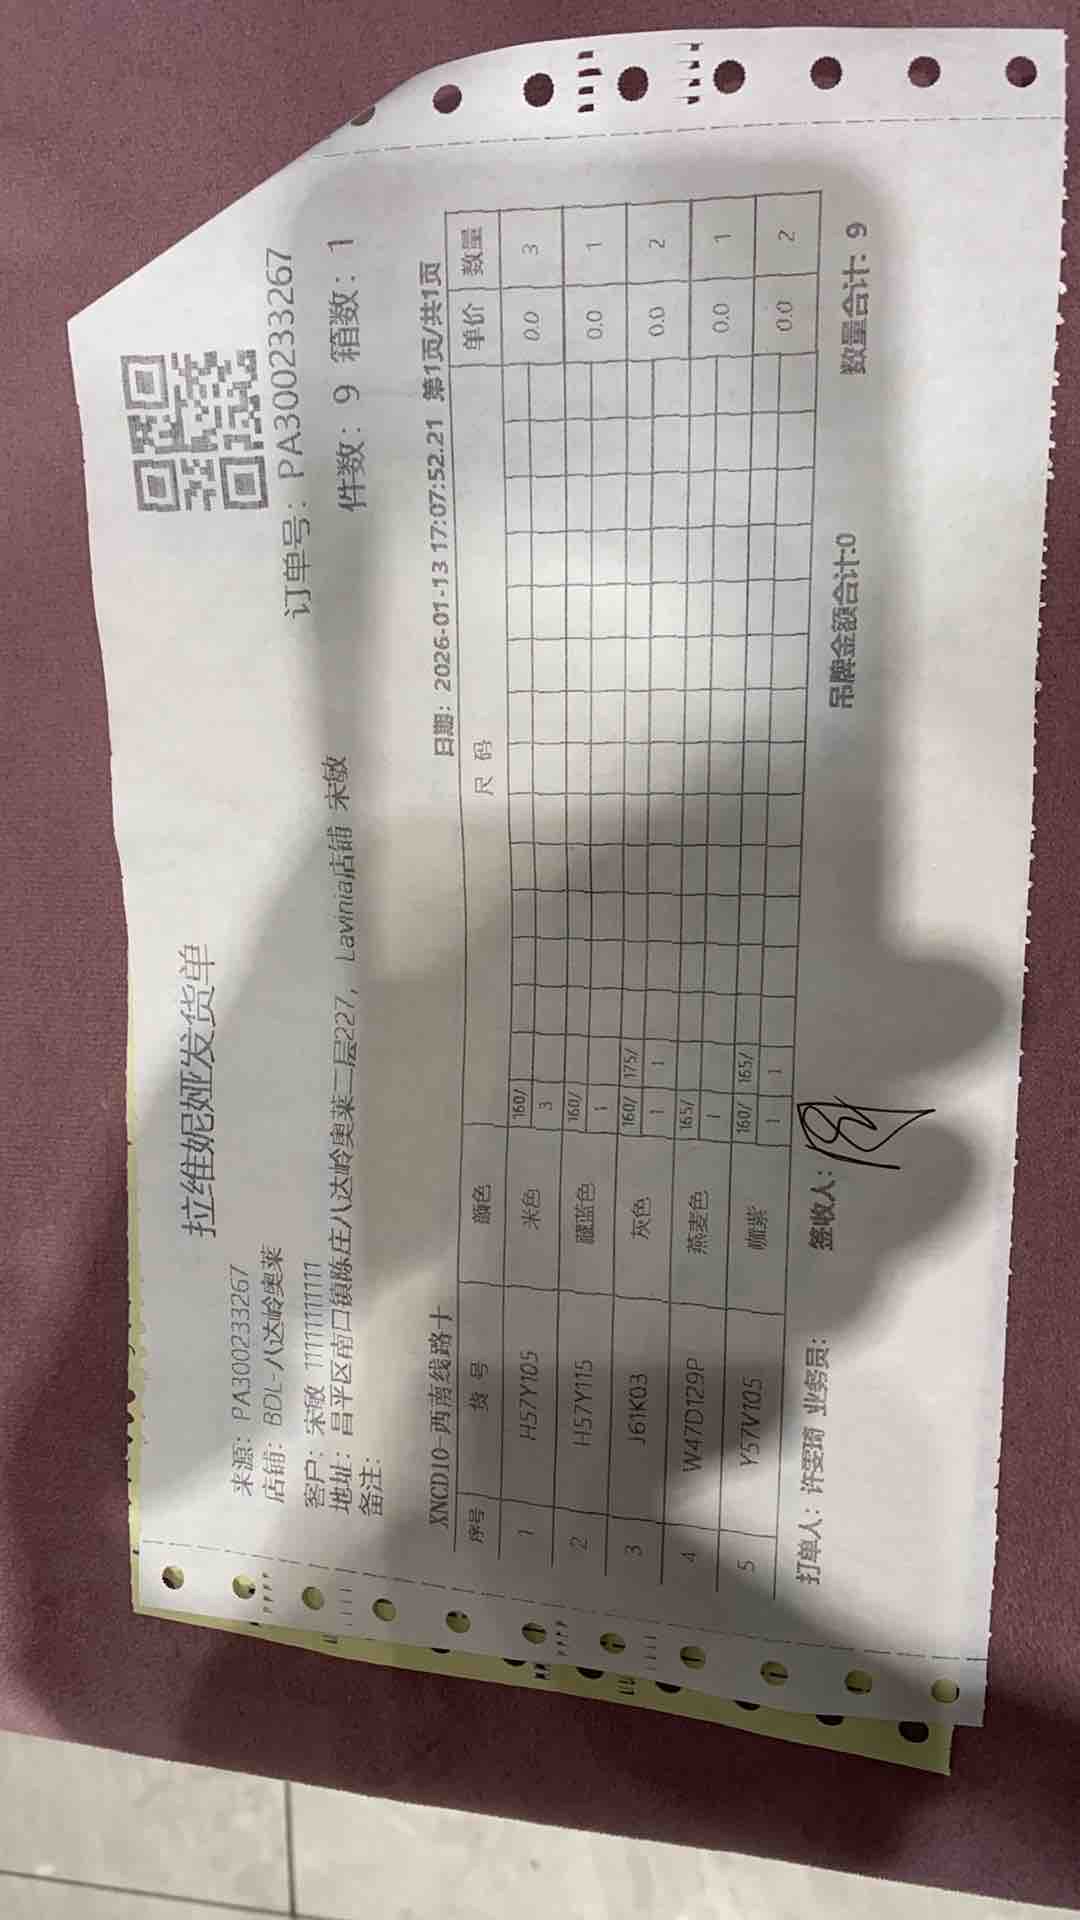 拉维妮娅发货单
来源: PA300233267
店铺: BDL-八达岭奥莱
订单号: PA300233267
客户: 宋敏 11111111111
地址: 昌平区南口镇陈庄八达岭奥莱二层227, Lavinia店铺 宋敏
件数: 9 箱数: 1
备注:
XNCD10-西南线路十 日期: 2026-01-13 17:07:52.21 第1页/共1页
序号 货 号 颜色 尺 码 单价 数量
1 H57Y105 米色 160/ 3 0.0 3
2 H57Y115 藏蓝色 160/ 1 0.0 1
3 J61K03 灰色 160/ 175/ 1 1 0.0 2
4 W47D129P 燕麦色 165/ 1 0.0 1
5 Y57V105 咖紫 160/ 165/ 1 1 0.0 2
打单人: 许雯琦 业务员: 签收人: 吊牌金额合计:0 数量合计: 9